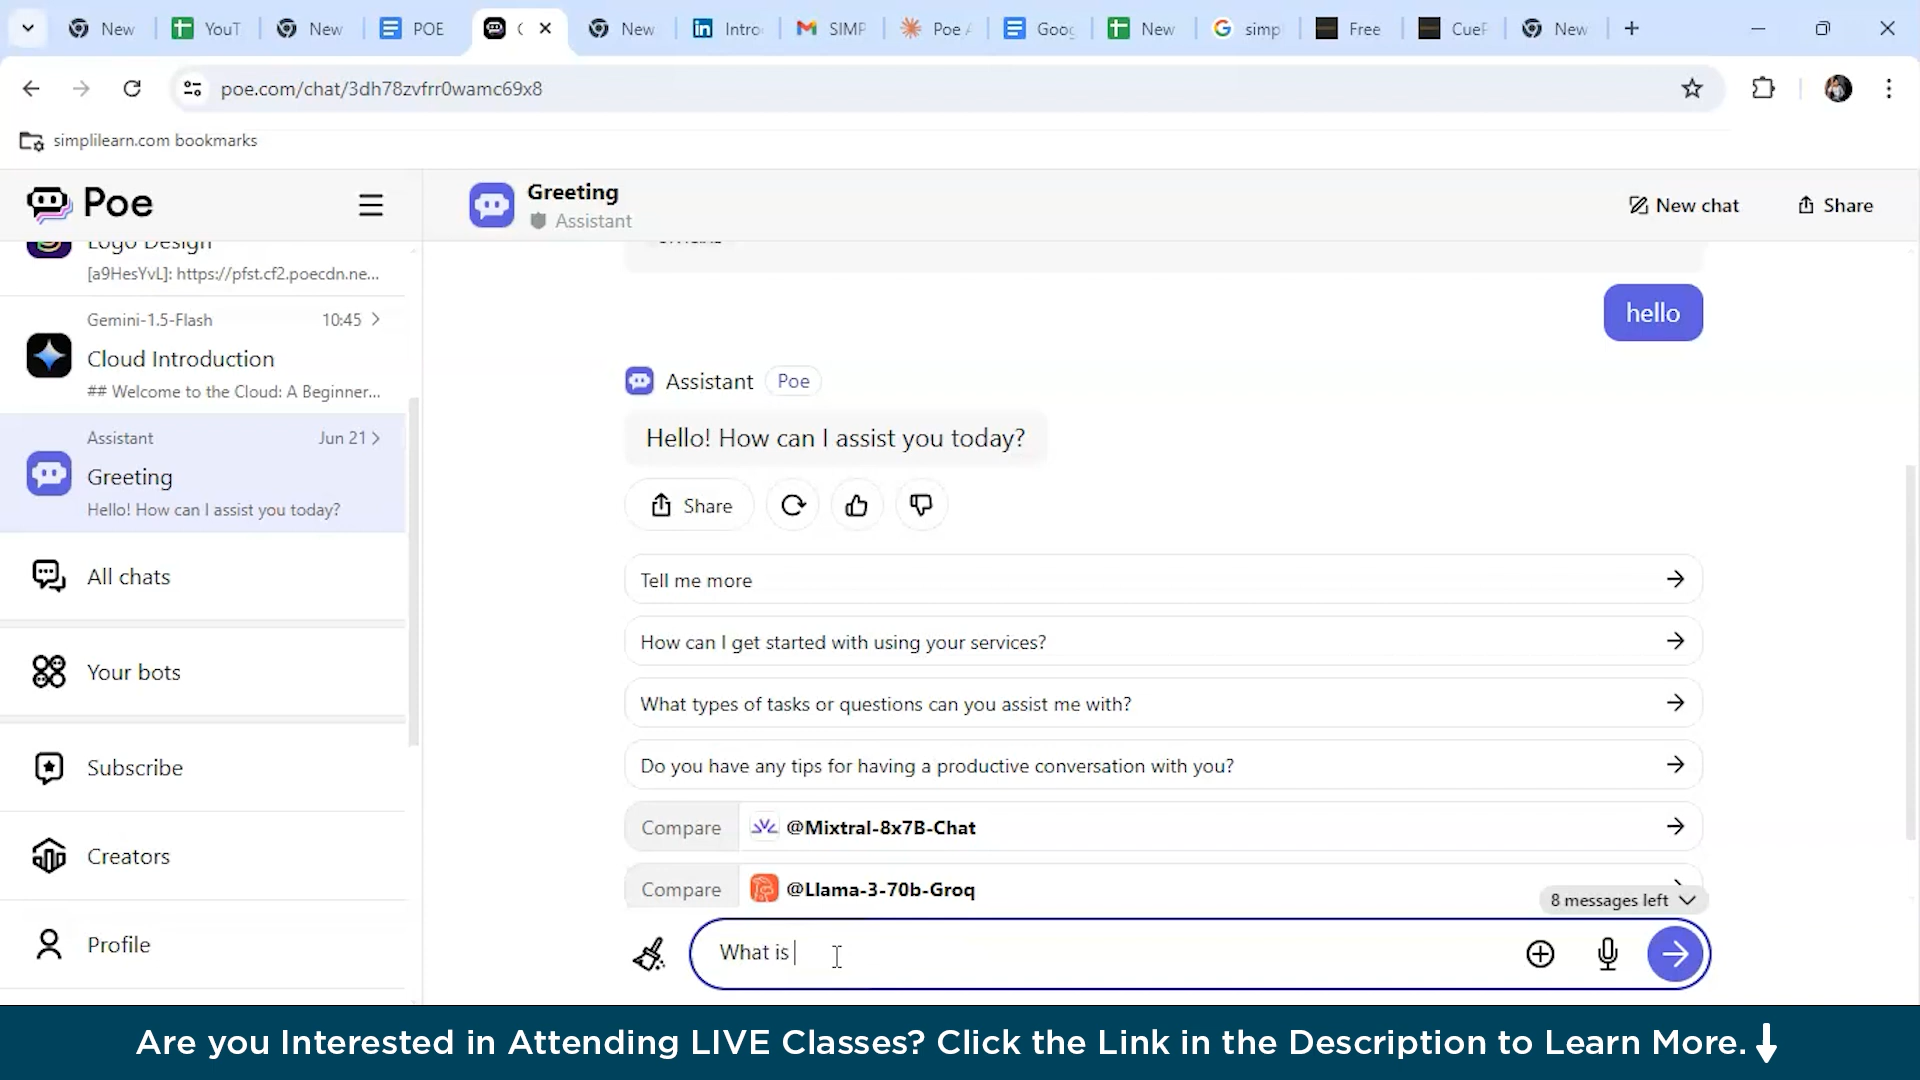 New
YouT
New
POE
(
New
Intro
SIMP
Poe
Goog
New
simp
Free
CueP
New
poe.com/chat/3dh78zvfrr0wamc69x8
simplilearn.com bookmarks
Poe
Greeting
Assistant
New chat
Share
Logo Design
[a9HesYvL]: https://pfst.cf2.poecdn.ne...
Gemini-1.5-Flash 10:45
Cloud Introduction
## Welcome to the Cloud: A Beginner...
Assistant Jun 21
Greeting
Hello! How can I assist you today?
All chats
Your bots
Subscribe
Creators
Profile
hello
Assistant Poe
Hello! How can I assist you today?
Share
Tell me more
How can I get started with using your services?
What types of tasks or questions can you assist me with?
Do you have any tips for having a productive conversation with you?
Compare @Mixtral-8x7B-Chat
Compare @Llama-3-70b-Groq
8 messages left
What is
Are you Interested in Attending LIVE Classes? Click the Link in the Description to Learn More.